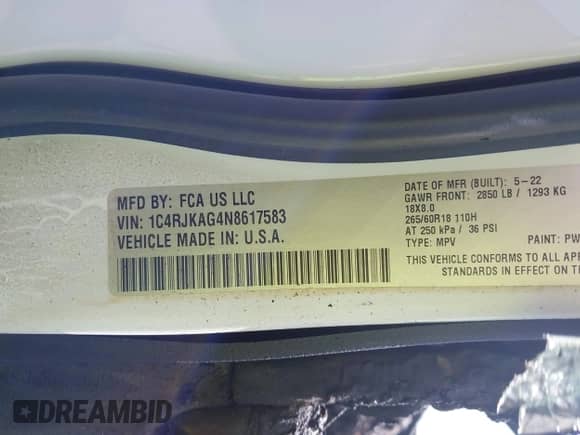 MFD BY: FCA US LLC
VIN: 1C4RJKAG4N8617583
VEHICLE MADE IN: U.S.A.
DATE OF MFR (BUILT): 5-22
GAWR FRONT: 2850 LB / 1293 KG
18X8.0
265/60R18 110H
AT 250 kPa / 36 PSI
TYPE: MPV PAINT: PW
THIS VEHICLE CONFORMS TO ALL AP
STANDARDS IN EFFECT ON T
DREAMBID